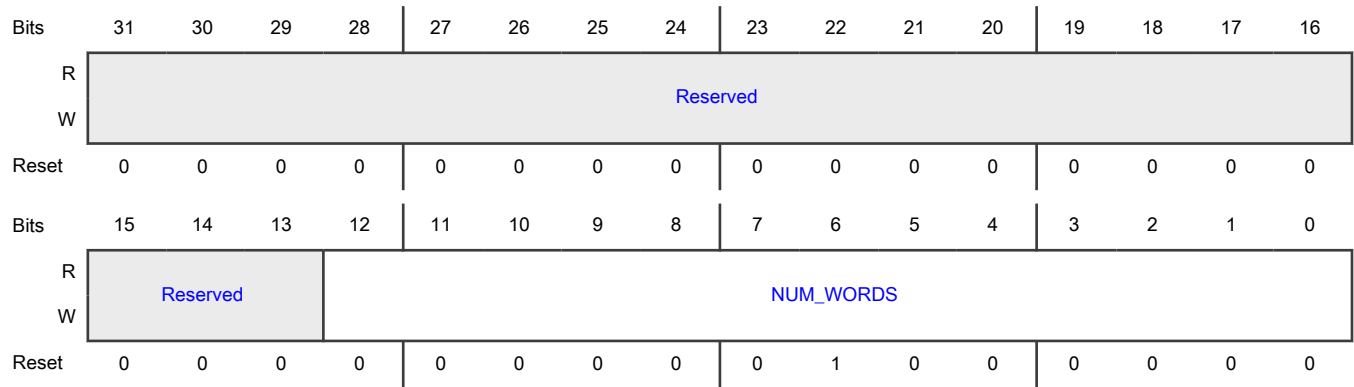 Bits 31 30 29 28 27 26 25 24 23 22 21 20 19 18 17 16
R
Reserved
W
Reset 0 0 0 0 0 0 0 0 0 0 0 0 0 0 0 0
Bits 15 14 13 12 11 10 9 8 7 6 5 4 3 2 1 0
R
Reserved NUM_WORDS
W
Reset 0 0 0 0 0 0 0 0 0 1 0 0 0 0 0 0